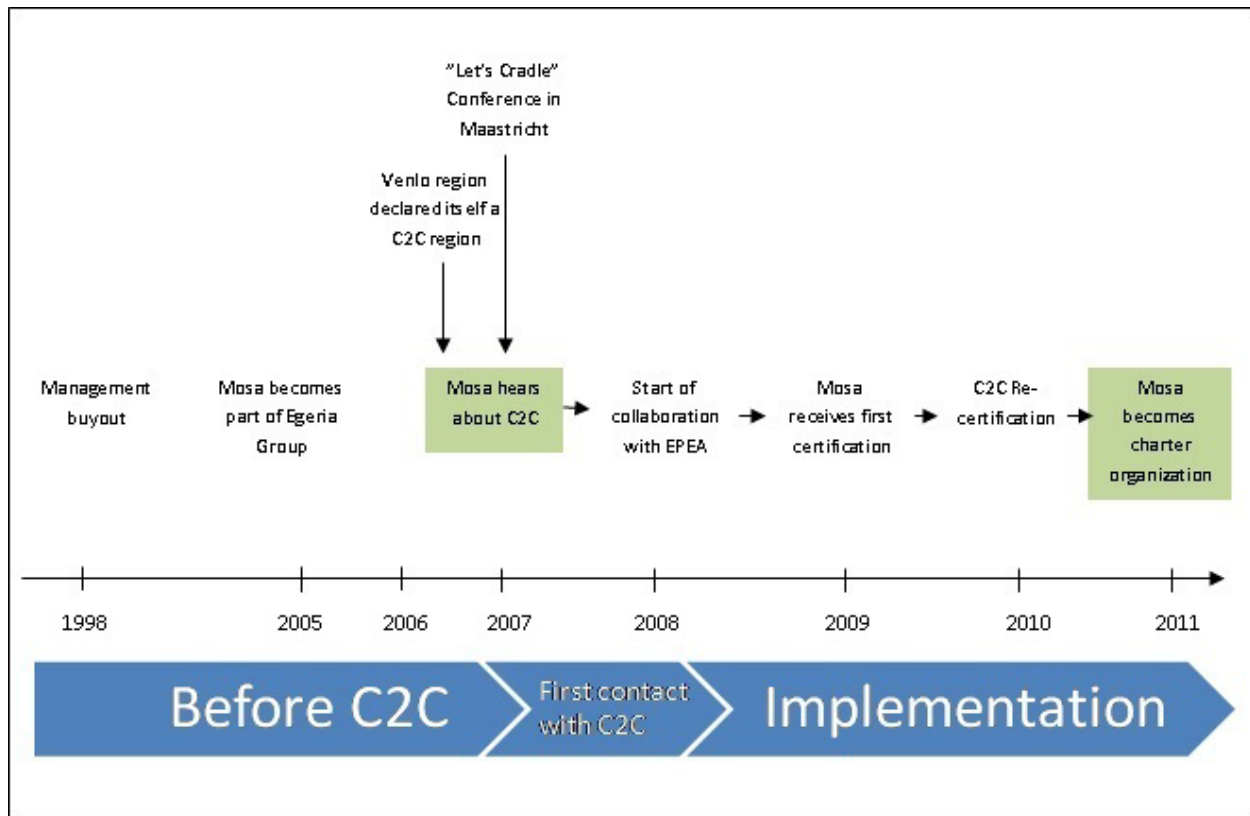 "Let's Cradle"
Conference in
Maastricht
Venlo region
declared itself a
C2C region
Management
buyout
Mosa becomes
part of Egeria
Group
Mosa hears
about C2C
Start of
collaboration
with EPEA
Mosa
receives first
certification
C2C Re-
certification
Mosa
becomes
charter
organization
1998
2005
2006
2007
2008
2009
2010
2011
Before C2C
First contact
with C2C
Implementation